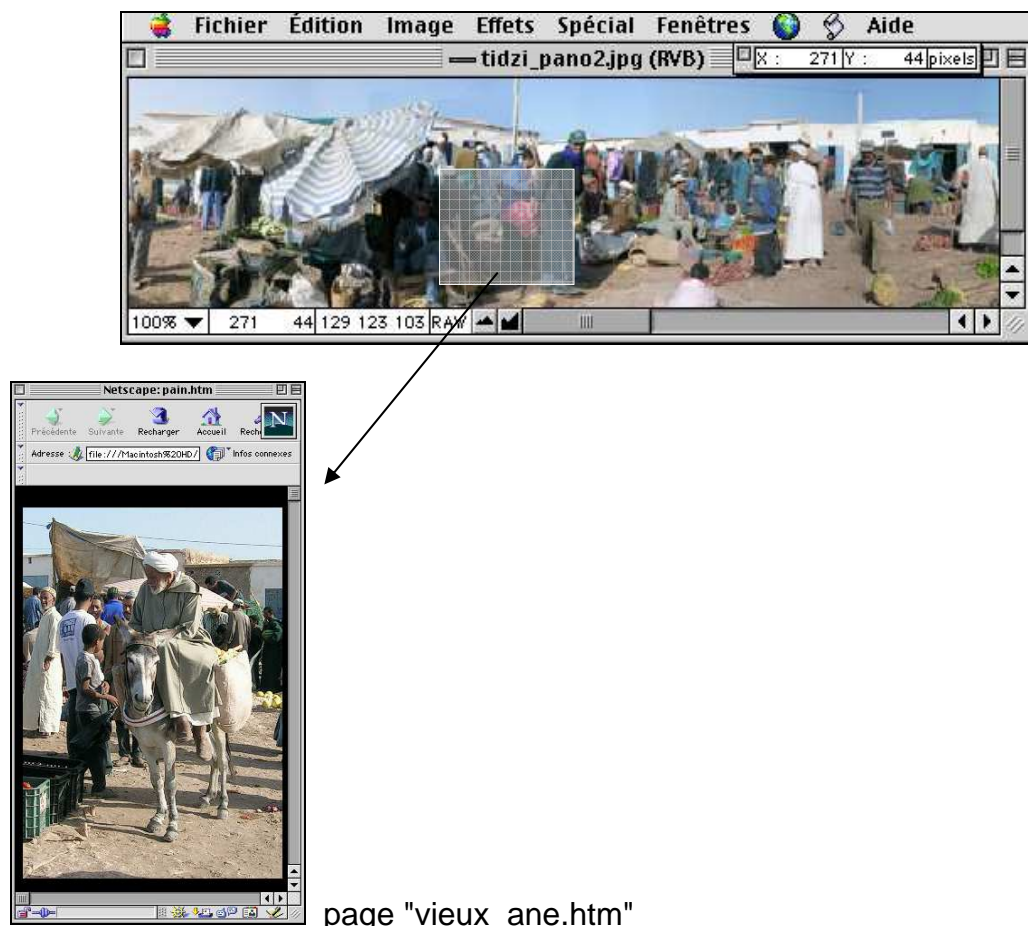 Fichier Édition Image Effets Spécial Fenêtres Aide
tidzi_pano2.jpg (RVB)
X : 271 Y : 44 pixels
100% 271 44 129 123 103 RAW
Netscape: pain.htm
Précédente Suivante Recharger Accueil Rech
Adresse : file:///Macintosh%20HD/ Infos connexes
page "vieux_ane.htm"